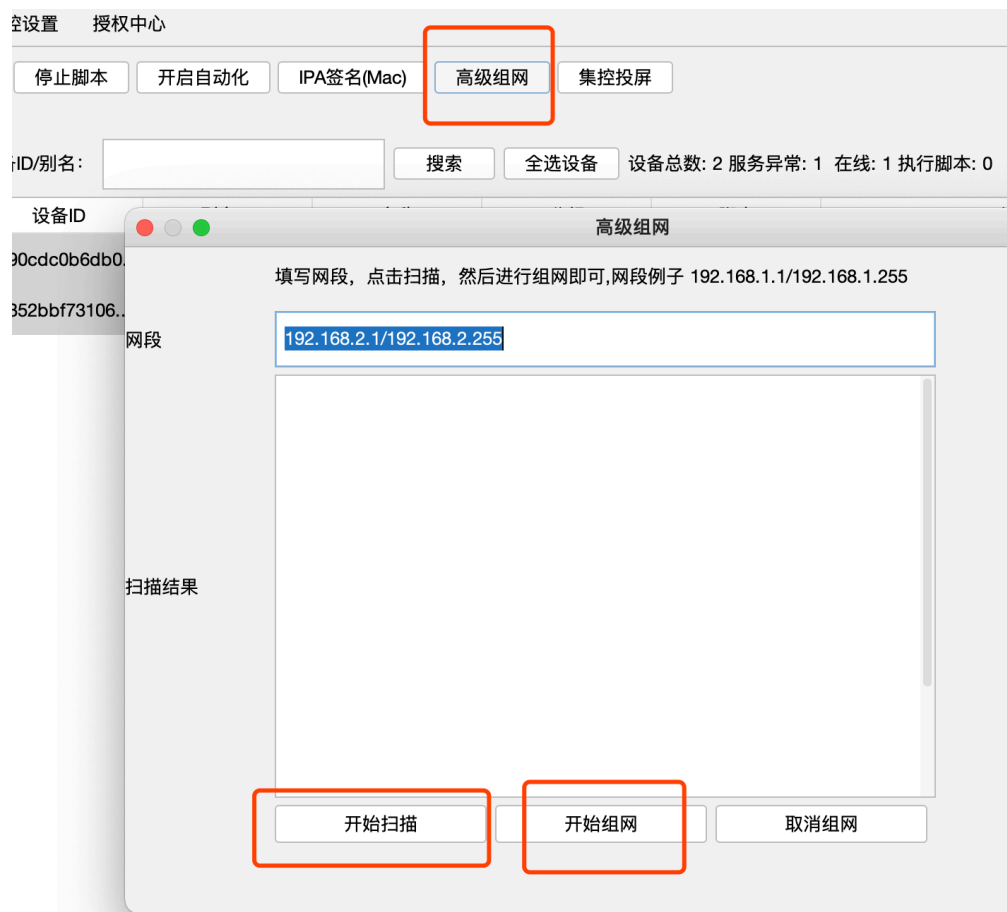 控设置 授权中心
停止脚本 开启自动化 IPA签名(Mac) 高级组网 集控投屏
ID/别名: 搜索 全选设备 设备总数: 2 服务异常: 1 在线: 1 执行脚本: 0
设备ID
高级组网
90cdc0b6db0.
填写网段，点击扫描，然后进行组网即可,网段例子 192.168.1.1/192.168.1.255
352bbf73106..
网段 192.168.2.1/192.168.2.255
扫描结果
开始扫描 开始组网 取消组网